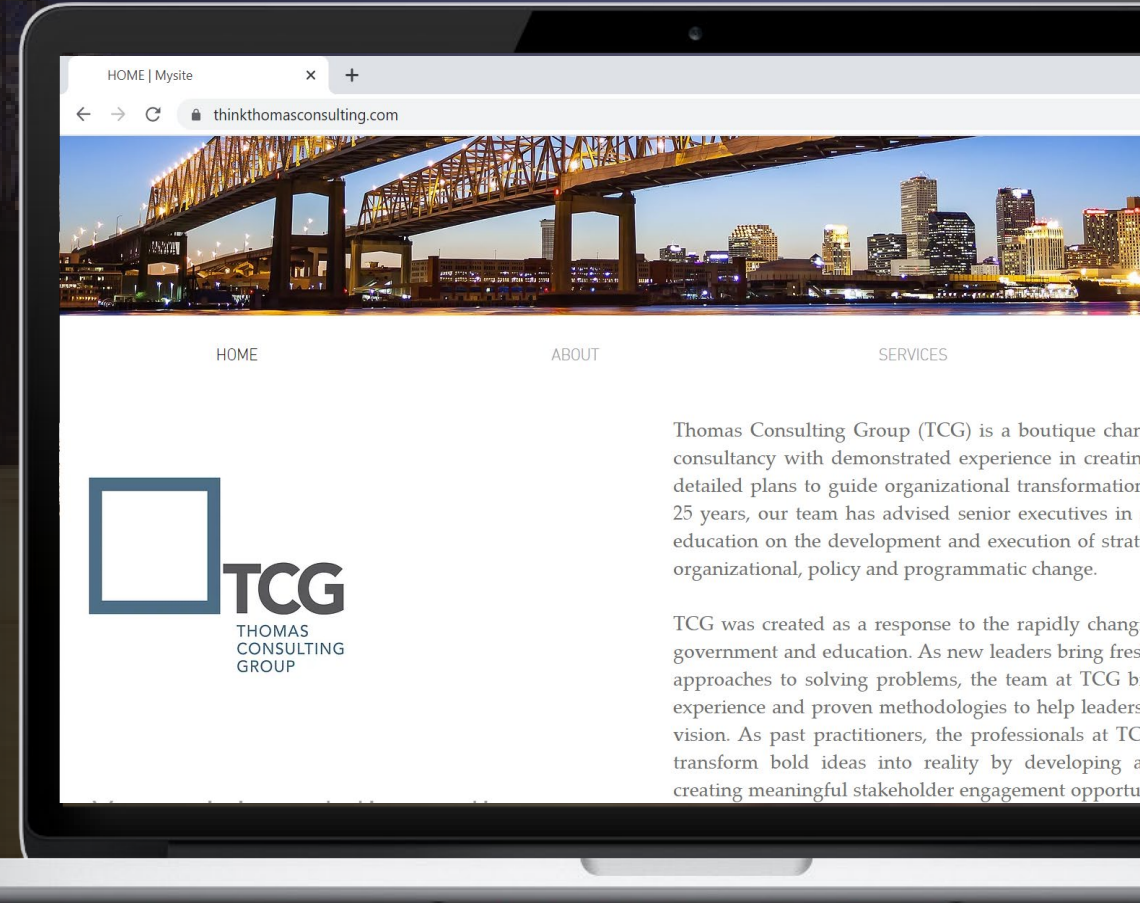 HOME | Mysite
thinkthomasconsulting.com
HOME ABOUT SERVICES
TCG
THOMAS
CONSULTING
GROUP
Thomas Consulting Group (TCG) is a boutique
consultancy with demonstrated experience in
detailed plans to guide organizational
25 years, our team has advised senior executives in
education on the development and execution of
organizational, policy and programmatic change.
TCG was created as a response to the rapidly
government and education. As new leaders bring
approaches to solving problems, the team at TCG
experience and proven methodologies to help leaders
vision. As past practitioners, the professionals at
transform bold ideas into reality by developing
creating meaningful stakeholder engagement